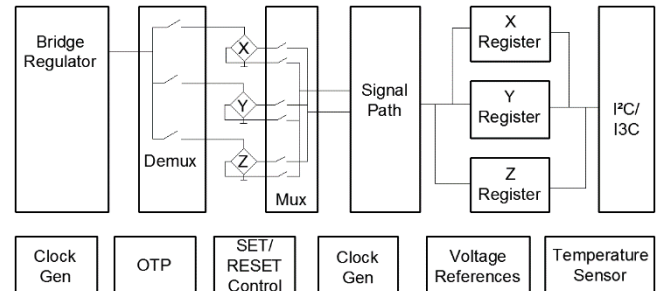 Bridge
Regulator
Demux
X
Y
Z
Mux
Signal
Path
X
Register
Y
Register
Z
Register
I²C/
I3C
Clock
Gen
OTP
SET/
RESET
Control
Clock
Gen
Voltage
References
Temperature
Sensor